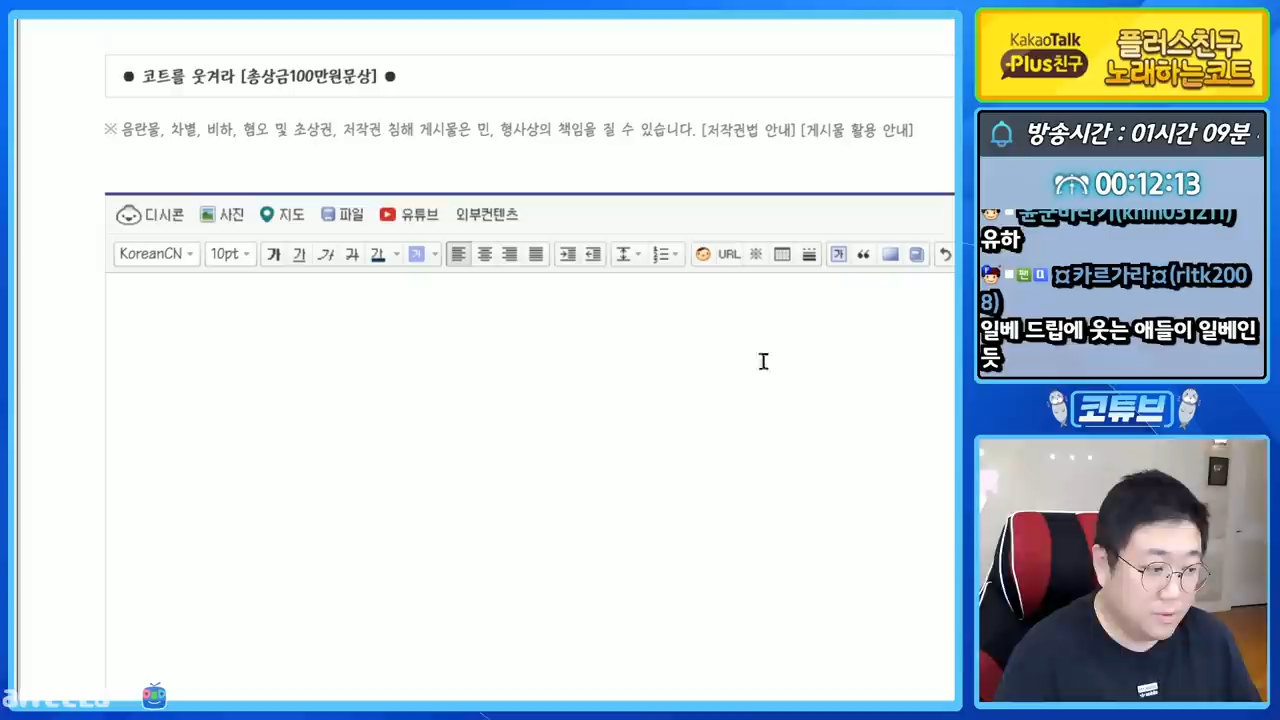 ● 코트를 웃겨라 [총상금100만원문상] ●
※ 음란물, 차별, 비하, 혐오 및 초상권, 저작권 침해 게시물은 민, 형사상의 책임을 질 수 있습니다. [저작권법 안내] [게시물 활용 안내]
디시콘 사진 지도 파일 유튜브 외부컨텐츠
KoreanCN 10pt 가 가 가 가 가 가 URL ※ 가
KakaoTalk
Plus친구
플러스친구
노래하는코트
방송시간 : 01시간 09분
00:12:13
유하
¤카르가라¤(rltk200
8)
일베 드립에 웃는 애들이 일베인
듯
코튜브